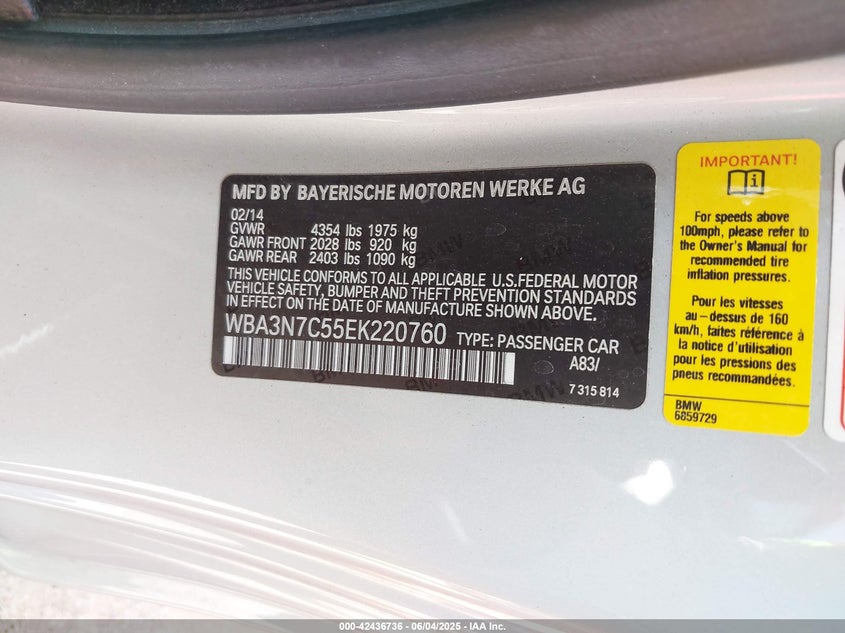 MFD BY BAYERISCHE MOTOREN WERKE AG
02/14
GVWR 4354 lbs 1975 kg
GAWR FRONT 2028 lbs 920 kg
GAWR REAR 2403 lbs 1090 kg
THIS VEHICLE CONFORMS TO ALL APPLICABLE U.S.FEDERAL MOTOR
VEHICLE SAFETY, BUMPER AND THEFT PREVENTION STANDARDS
IN EFFECT ON THE DATE OF MANUFACTURE SHOWN ABOVE.
WBA3N7C55EK220760 TYPE: PASSENGER CAR
A83/
7 315 814
IMPORTANT!
For speeds above
100mph, please refer to
the Owner's Manual for
recommended tire
inflation pressures.
Pour les vitesses
au-dessus de 160
km/h, faites référence à
la notice d'utilisation
pour les pressions des
pneus recommandées.
BMW
6859729
000-42436736 - 06/04/2025 - IAA Inc.